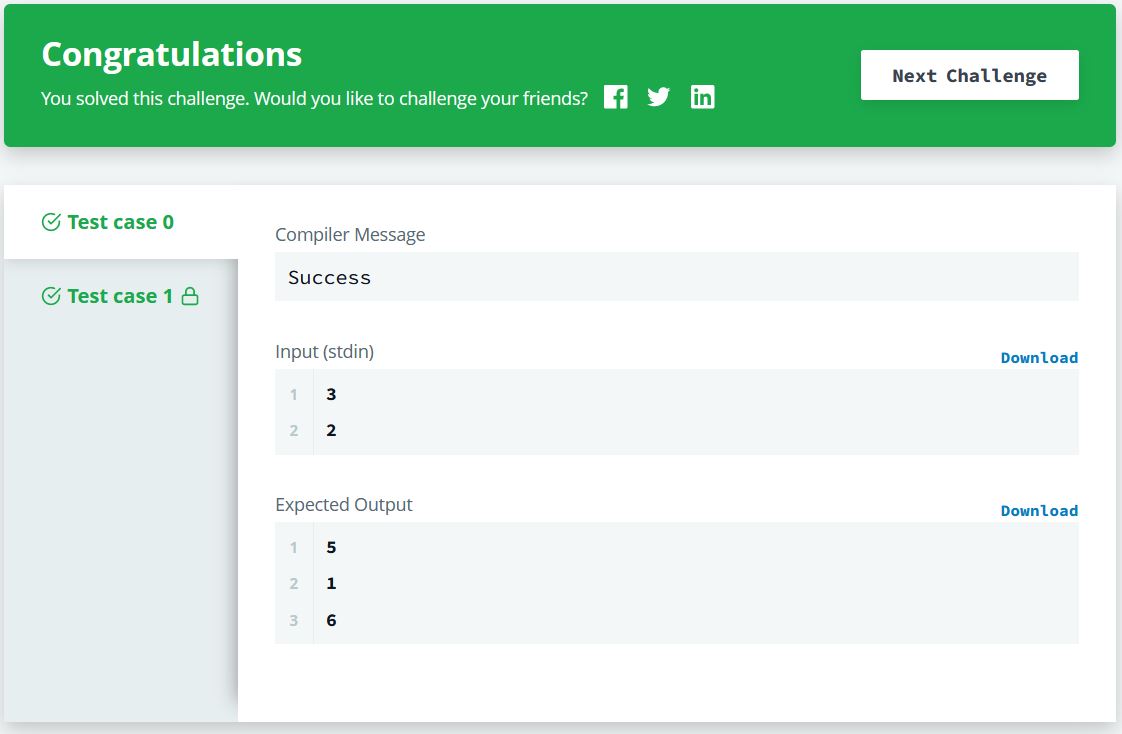 Congratulations
You solved this challenge. Would you like to challenge your friends?
Next Challenge
Test case 0
Test case 1
Compiler Message
Success
Input (stdin)
Download
1 3
2 2
Expected Output
Download
1 5
2 1
3 6